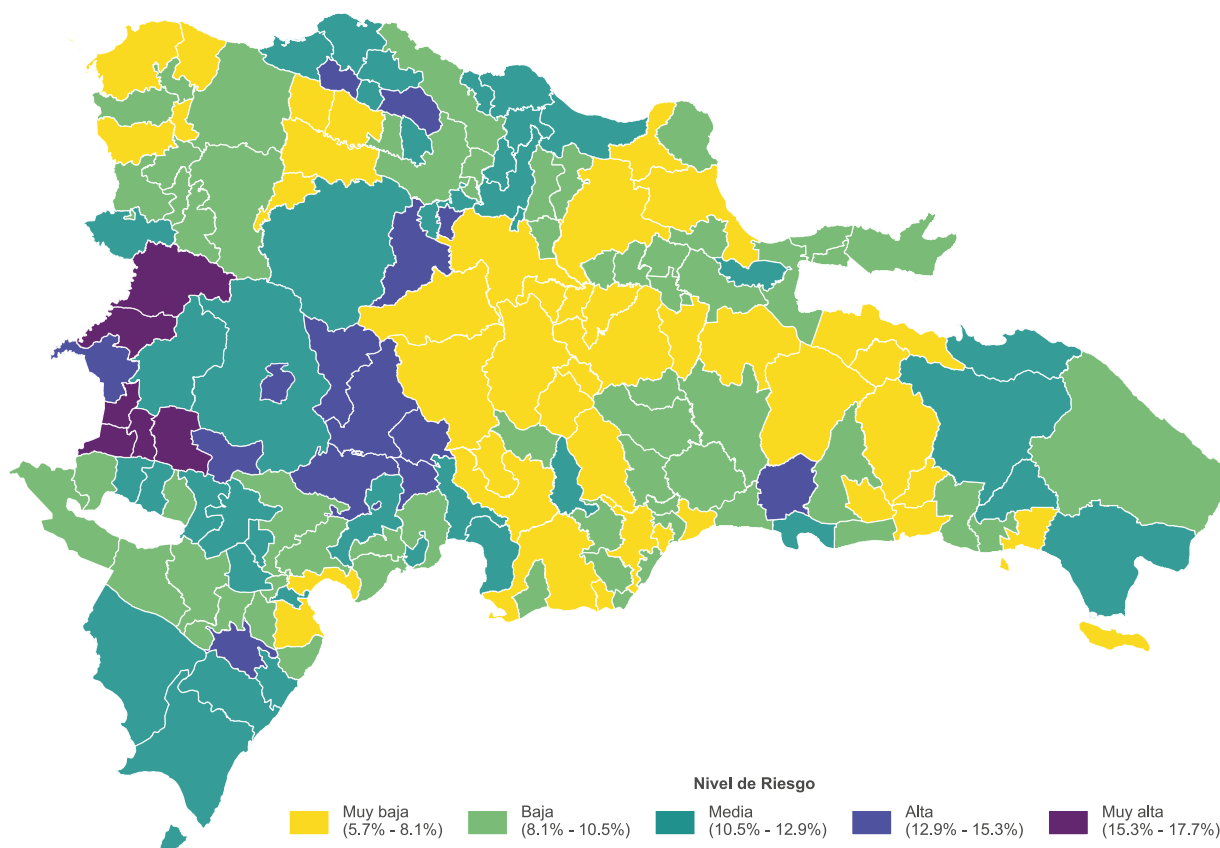 Nivel de Riesgo
Muy baja
(5.7% - 8.1%)
Baja
(8.1% - 10.5%)
Media
(10.5% - 12.9%)
Alta
(12.9% - 15.3%)
Muy alta
(15.3% - 17.7%)